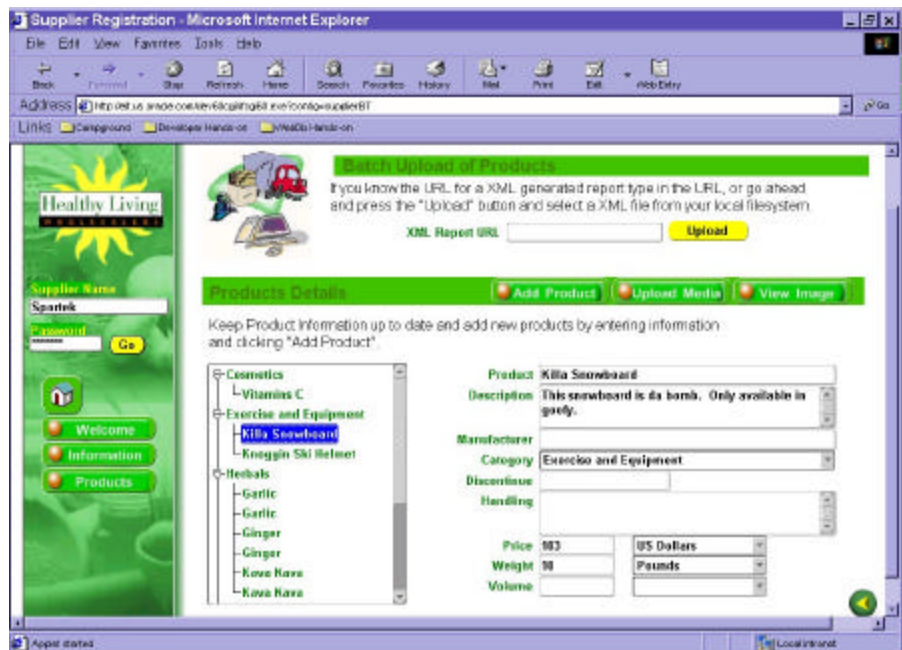 Supplier Registration - Microsoft Internet Explorer
File Edit View Favorites Tools Help
Back Forward Stop Refresh Home Search Favorites History Mail Print Edit
Address
Links Campground Developer Hands-on
Healthy Living
WHOLESALERS
Supplier Name
Spartek
Password
*******
Go
Welcome
Information
Products
Batch Upload of Products
If you know the URL for a XML generated report type in the URL, or go ahead
and press the "Upload" button and select a XML file from your local filesystem.
XML Report URL Upload
Products Details Add Product Upload Media View Image
Keep Product Information up to date and add new products by entering information
and clicking "Add Product".
Cosmetics
Vitamins C
Exercise and Equipment
Killa Snowboard
Knoggin Ski Helmet
Herbals
Garlic
Garlic
Ginger
Ginger
Kava Kava
Kava Kava
Product Killa Snowboard
Description This snowboard is da bomb. Only available in
goofy.
Manufacturer
Category Exercise and Equipment
Discontinue
Handling
Price 103 US Dollars
Weight 10 Pounds
Volume
Applet started
Local intranet